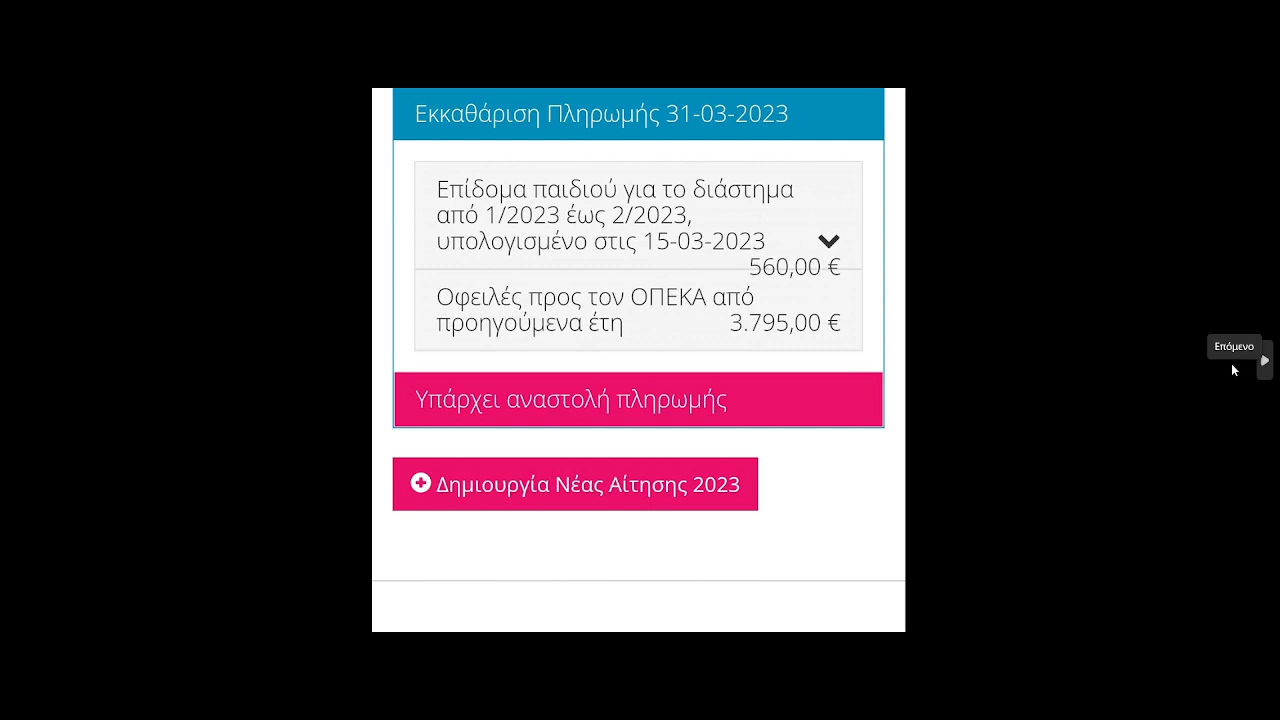 Εκκαθάριση Πληρωμής 31-03-2023
Επίδομα παιδιού για το διάστημα
από 1/2023 έως 2/2023,
υπολογισμένο στις 15-03-2023
560,00 €
Οφειλές προς τον ΟΠΕΚΑ από
προηγούμενα έτη 3.795,00 €
Υπάρχει αναστολή πληρωμής
Δημιουργία Νέας Αίτησης 2023
Επόμενο